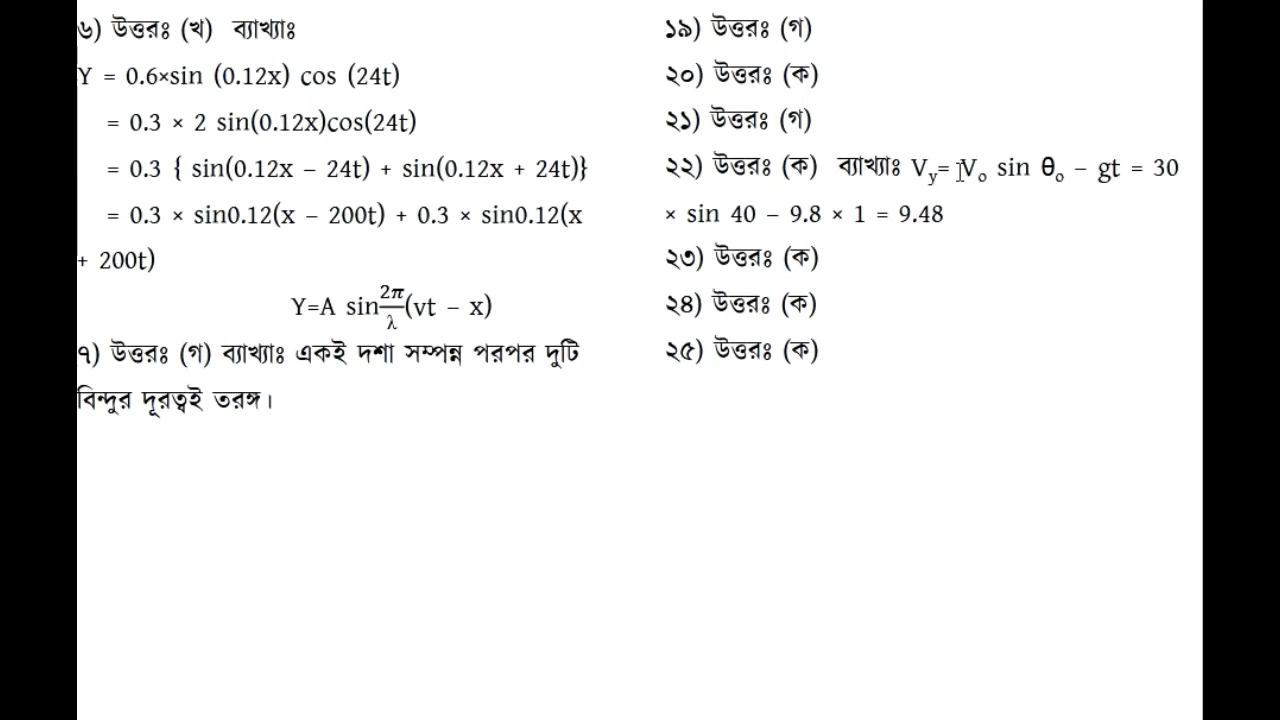 ৬) উত্তরঃ (খ) ব্যাখ্যাঃ
Y = 0.6×sin (0.12x) cos (24t)
= 0.3 × 2 sin(0.12x)cos(24t)
= 0.3 { sin(0.12x – 24t) + sin(0.12x + 24t)}
= 0.3 × sin0.12(x – 200t) + 0.3 × sin0.12(x
+ 200t)
Y=A sin2π/λ(vt – x)
৭) উত্তরঃ (গ) ব্যাখ্যাঃ একই দশা সম্পন্ন পরপর দুটি
বিন্দুর দূরত্বই তরঙ্গ।
১৯) উত্তরঃ (গ)
২০) উত্তরঃ (ক)
২১) উত্তরঃ (গ)
২২) উত্তরঃ (ক) ব্যাখ্যাঃ Vy= Vo sin θo – gt = 30
× sin 40 – 9.8 × 1 = 9.48
২৩) উত্তরঃ (ক)
২৪) উত্তরঃ (ক)
২৫) উত্তরঃ (ক)